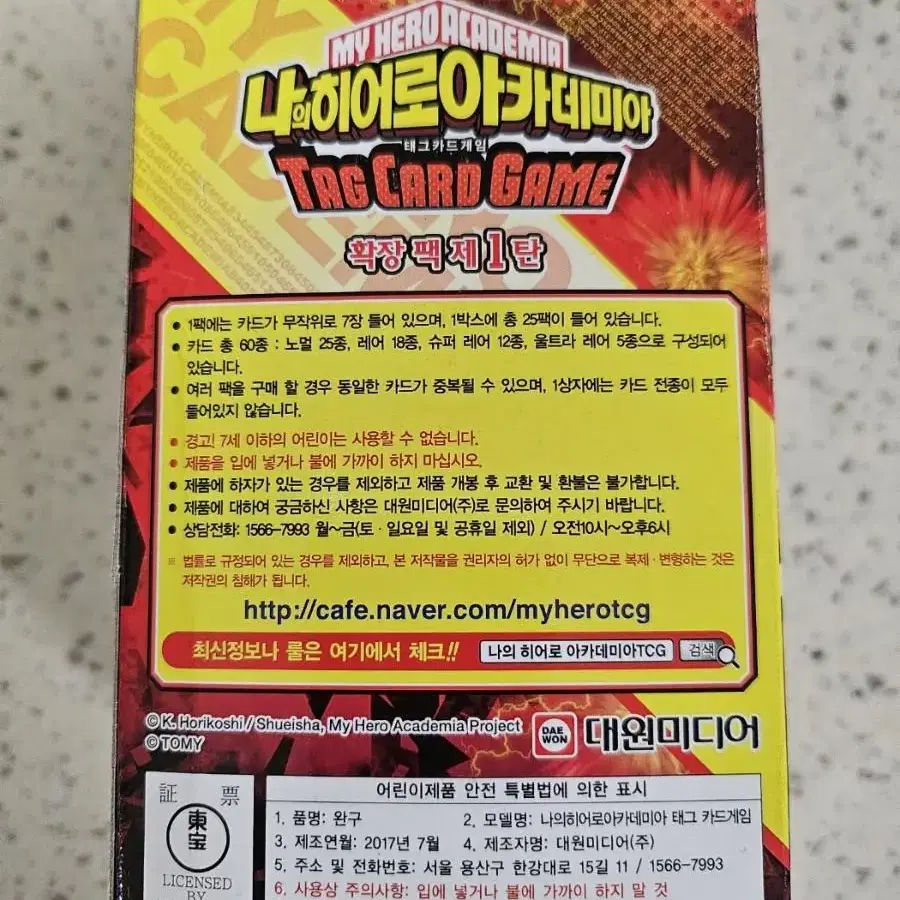 MY HERO ACADEMIA
나의히어로아카데미아
태그카드게임
TAG CARD GAME
확장팩 제1탄
• 1팩에는 카드가 무작위로 7장 들어 있으며, 1박스에 총 25팩이 들어 있습니다.
• 카드 총 60종 : 노멀 25종, 레어 18종, 슈퍼 레어 12종, 울트라 레어 5종으로 구성되어
있습니다.
• 여러 팩을 구매 할 경우 동일한 카드가 중복될 수 있으며, 1상자에는 카드 전종이 모두
들어있지 않습니다.
• 경고! 7세 이하의 어린이는 사용할 수 없습니다.
• 제품을 입에 넣거나 불에 가까이 하지 마십시오.
• 제품에 하자가 있는 경우를 제외하고 제품 개봉 후 교환 및 환불은 불가합니다.
• 제품에 대하여 궁금하신 사항은 대원미디어(주)로 문의하여 주시기 바랍니다.
• 상담전화: 1566-7993 월~금(토·일요일 및 공휴일 제외) / 오전10시~오후6시
※ 법률로 규정되어 있는 경우를 제외하고, 본 저작물을 권리자의 허가 없이 무단으로 복제·변형하는 것은
저작권의 침해가 됩니다.
http://cafe.naver.com/myherotcg
최신정보나 룰은 여기에서 체크!! 나의 히어로 아카데미아TCG 검색
© K. Horikoshi / Shueisha, My Hero Academia Project
© TOMY
DAE WON 대원미디어
証 票
東宝
LICENSED
BY
어린이제품 안전 특별법에 의한 표시
1. 품명: 완구 2. 모델명: 나의히어로아카데미아 태그 카드게임
3. 제조연월: 2017년 7월 4. 제조자명: 대원미디어(주)
5. 주소 및 전화번호: 서울 용산구 한강대로 15길 11 / 1566-7993
6. 사용상 주의사항: 입에 넣거나 불에 가까이 하지 말 것